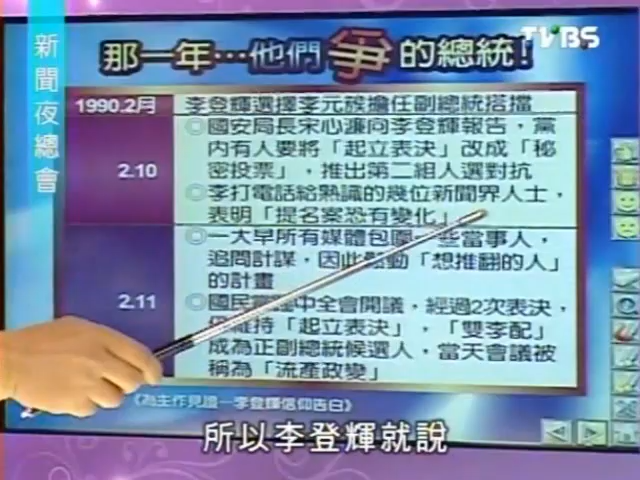 新聞夜總會
TVBS
那一年…他們爭的總統!
1990.2月
李登輝選擇李元簇擔任副總統搭擋
2.10
◎國安局長宋心濂向李登輝報告，黨
內有人要將「起立表決」改成「秘
密投票」，推出第二組人選對抗
◎李打電話給熟識的幾位新聞界人士，
表明「提名案恐有變化」
2.11
◎一大早所有媒體包圍一些當事人，
追問計謀，因此鬆動「想推翻的人」
的計畫
◎國民黨臨中全會開議，經過2次表決，
維持「起立表決」，「雙李配」
成為正副總統候選人，當天會議被
稱為「流產政變」
《為主作見證—李登輝信仰告白》
所以李登輝就說